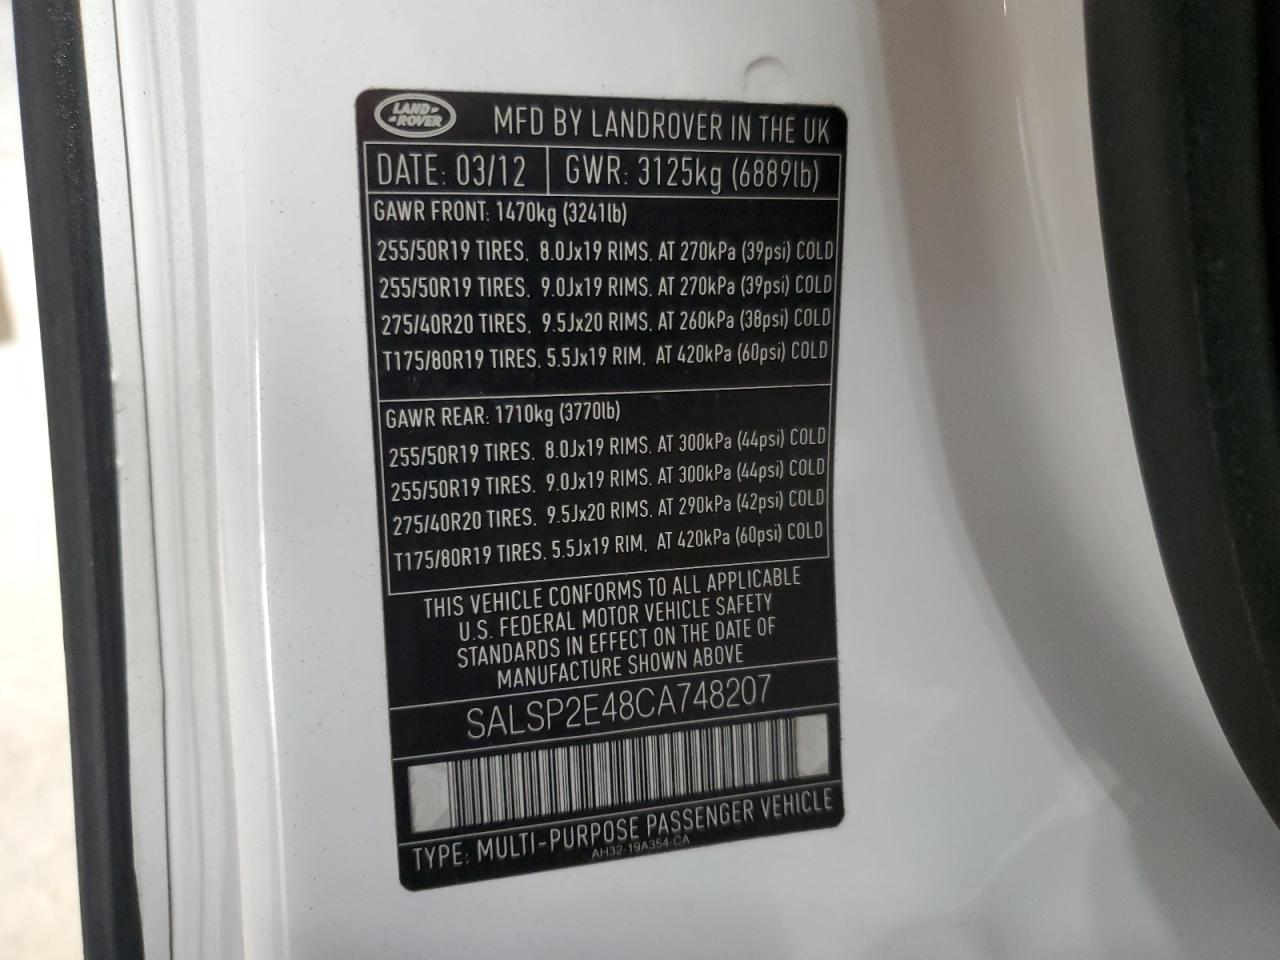 LAND-
-ROVER
MFD BY LANDROVER IN THE UK
DATE: 03/12 GWR: 3125kg (6889lb)
GAWR FRONT: 1470kg (3241lb)
255/50R19 TIRES. 8.0Jx19 RIMS. AT 270kPa (39psi) COLD
255/50R19 TIRES. 9.0Jx19 RIMS. AT 270kPa (39psi) COLD
275/40R20 TIRES. 9.5Jx20 RIMS. AT 260kPa (38psi) COLD
T175/80R19 TIRES. 5.5Jx19 RIM. AT 420kPa (60psi) COLD
GAWR REAR: 1710kg (3770lb)
255/50R19 TIRES. 8.0Jx19 RIMS. AT 300kPa (44psi) COLD
255/50R19 TIRES. 9.0Jx19 RIMS. AT 300kPa (44psi) COLD
275/40R20 TIRES. 9.5Jx20 RIMS. AT 290kPa (42psi) COLD
T175/80R19 TIRES. 5.5Jx19 RIM. AT 420kPa (60psi) COLD
THIS VEHICLE CONFORMS TO ALL APPLICABLE
U.S. FEDERAL MOTOR VEHICLE SAFETY
STANDARDS IN EFFECT ON THE DATE OF
MANUFACTURE SHOWN ABOVE
SALSP2E48CA748207
TYPE: MULTI-PURPOSE PASSENGER VEHICLE
AH32-19A354-CA